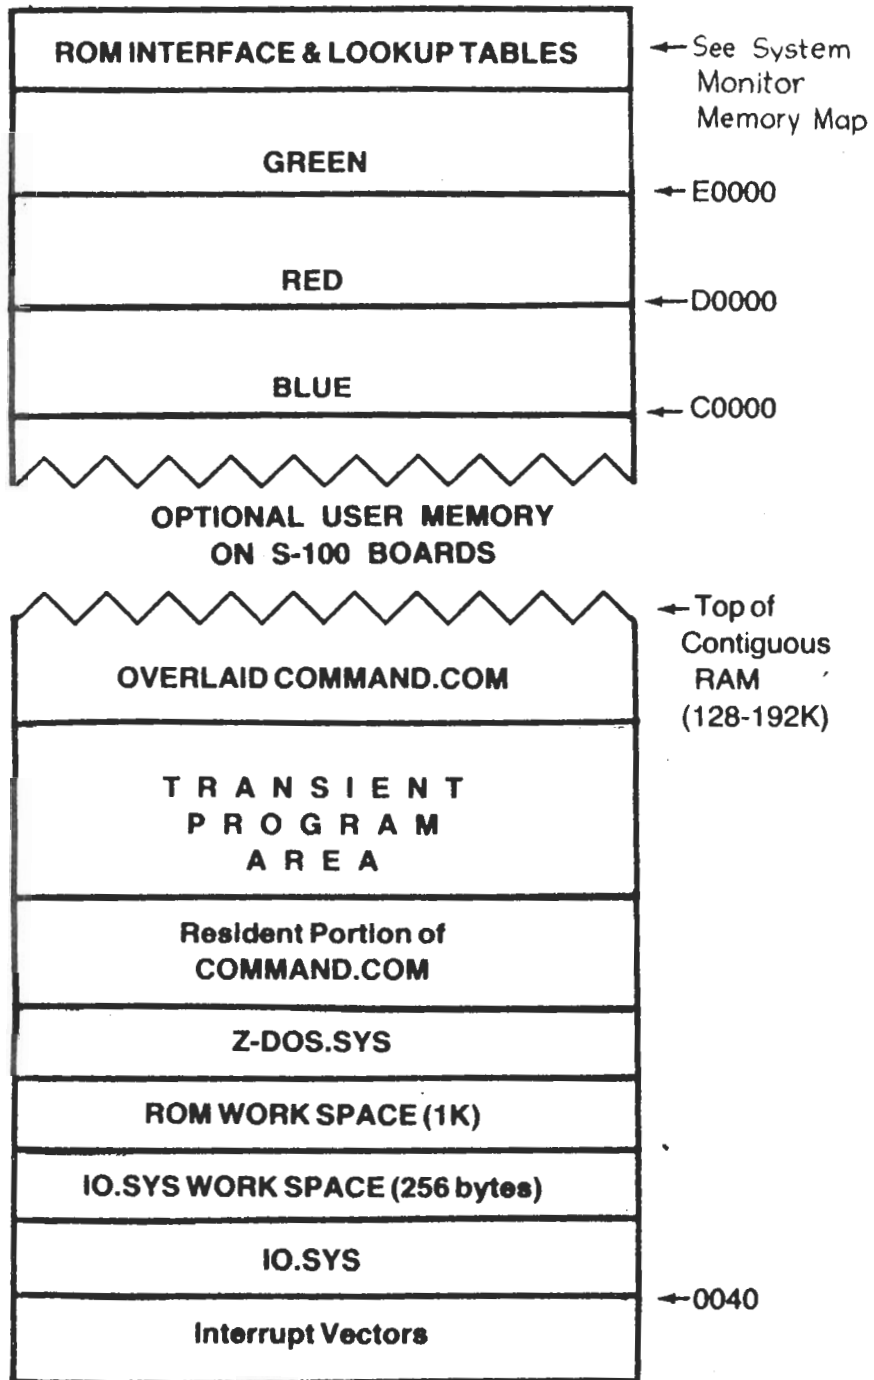 ROM INTERFACE & LOOKUP TABLES
←See System
Monitor
Memory Map
GREEN
←E0000
RED
←D0000
BLUE
←C0000
OPTIONAL USER MEMORY
ON S-100 BOARDS
←Top of
Contiguous
RAM
(128-192K)
OVERLAID COMMAND.COM
T R A N S I E N T
P R O G R A M
A R E A
Resident Portion of
COMMAND.COM
Z-DOS.SYS
ROM WORK SPACE (1K)
IO.SYS WORK SPACE (256 bytes)
IO.SYS
←0040
Interrupt Vectors